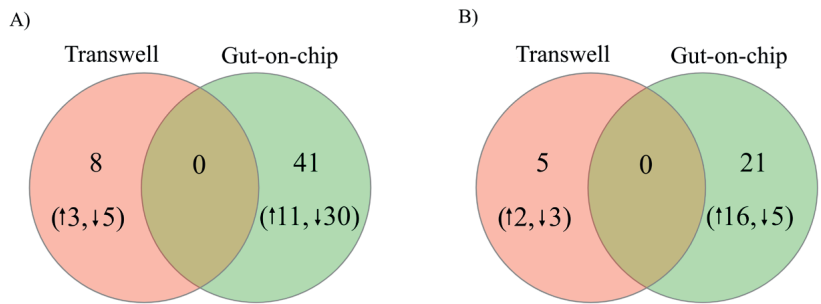 A)
Transwell Gut-on-chip
8 0 41
(↑3,↓5) (↑11,↓30)
B)
Transwell Gut-on-chip
5 0 21
(↑2,↓3) (↑16,↓5)